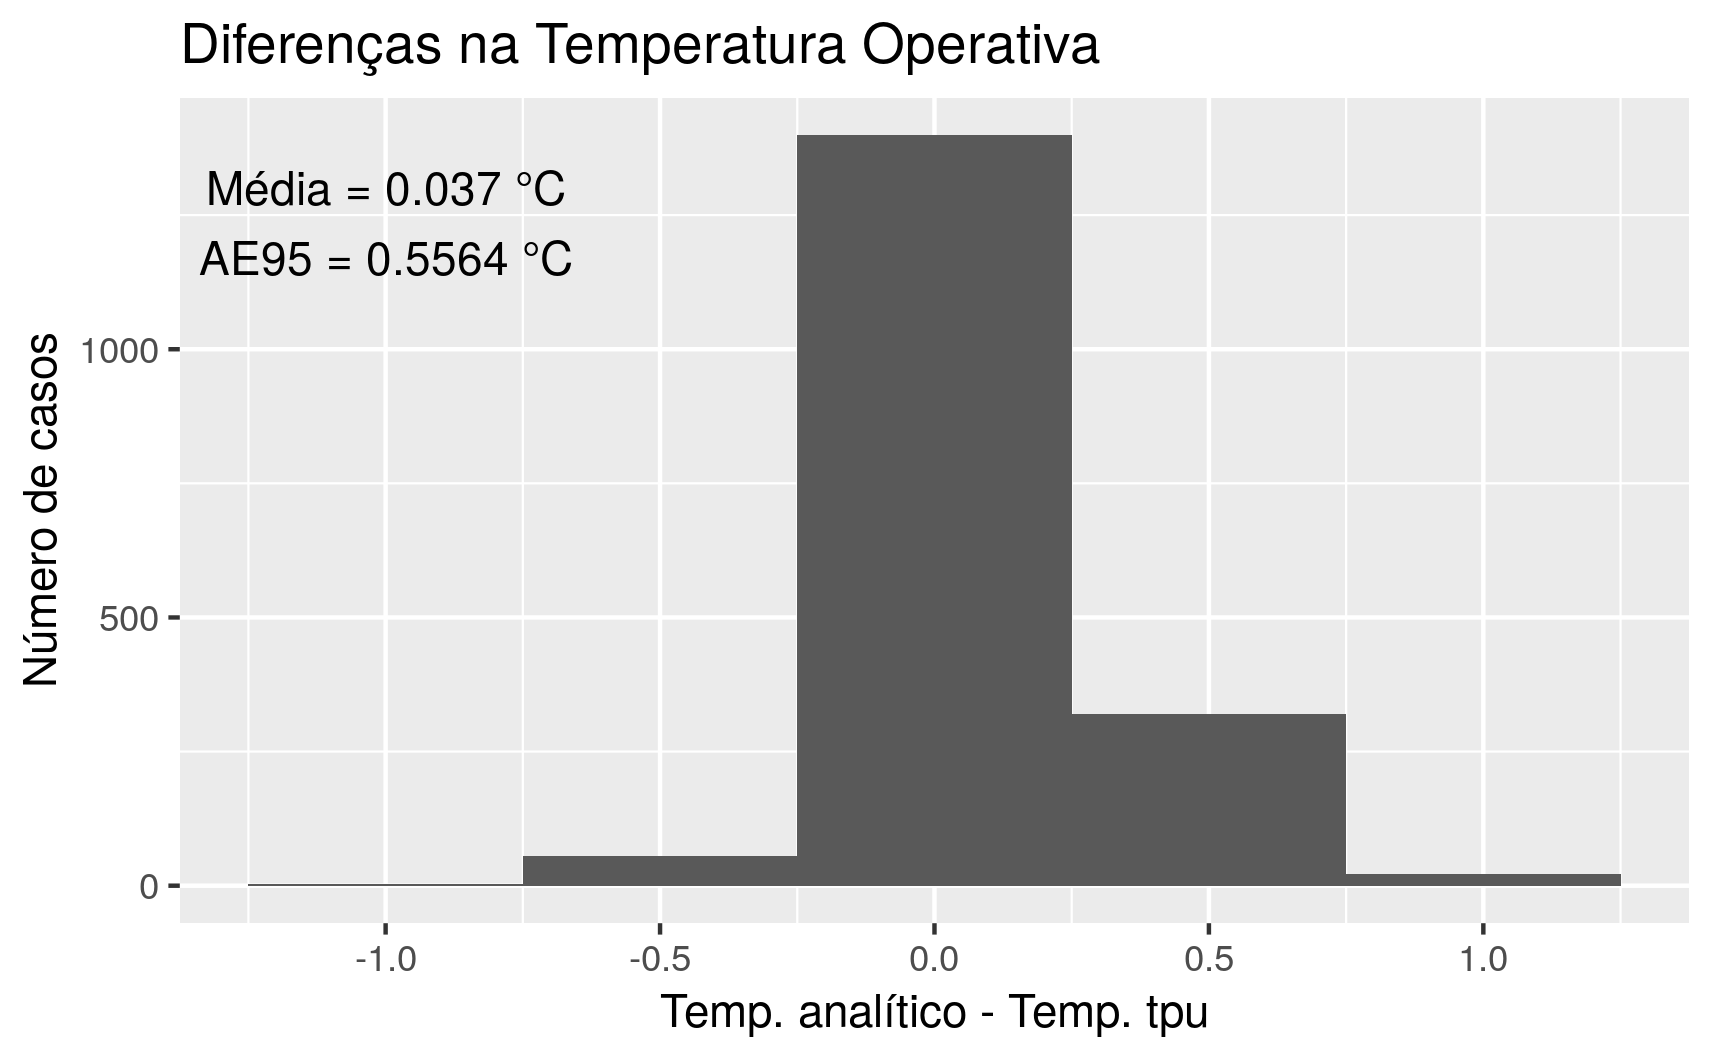 Diferenças na Temperatura Operativa
Média = 0.037 °C
AE95 = 0.5564 °C
Número de casos
1000
500
0
-1.0
-0.5
0.0
0.5
1.0
Temp. analítico - Temp. tpu